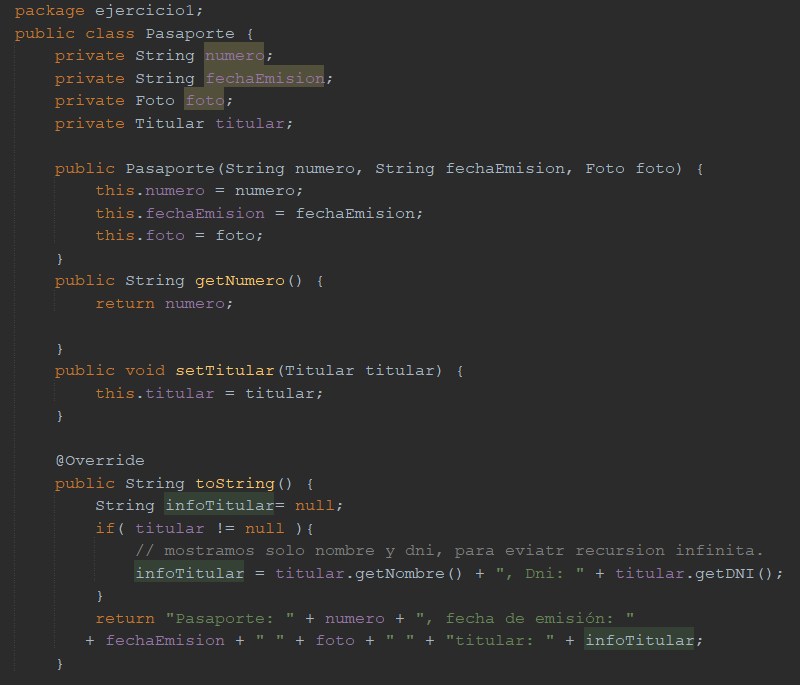 package ejercicio1;
public class Pasaporte {
private String numero;
private String fechaEmision;
private Foto foto;
private Titular titular;
public Pasaporte(String numero, String fechaEmision, Foto foto) {
this.numero = numero;
this.fechaEmision = fechaEmision;
this.foto = foto;
}
public String getNumero() {
return numero;
}
public void setTitular(Titular titular) {
this.titular = titular;
}
@Override
public String toString() {
String infoTitular= null;
if( titular != null ){
// mostramos solo nombre y dni, para eviatr recursion infinita.
infoTitular = titular.getNombre() + ", Dni: " + titular.getDNI();
}
return "Pasaporte: " + numero + ", fecha de emisión: "
+ fechaEmision + " " + foto + " " + "titular: " + infoTitular;
}